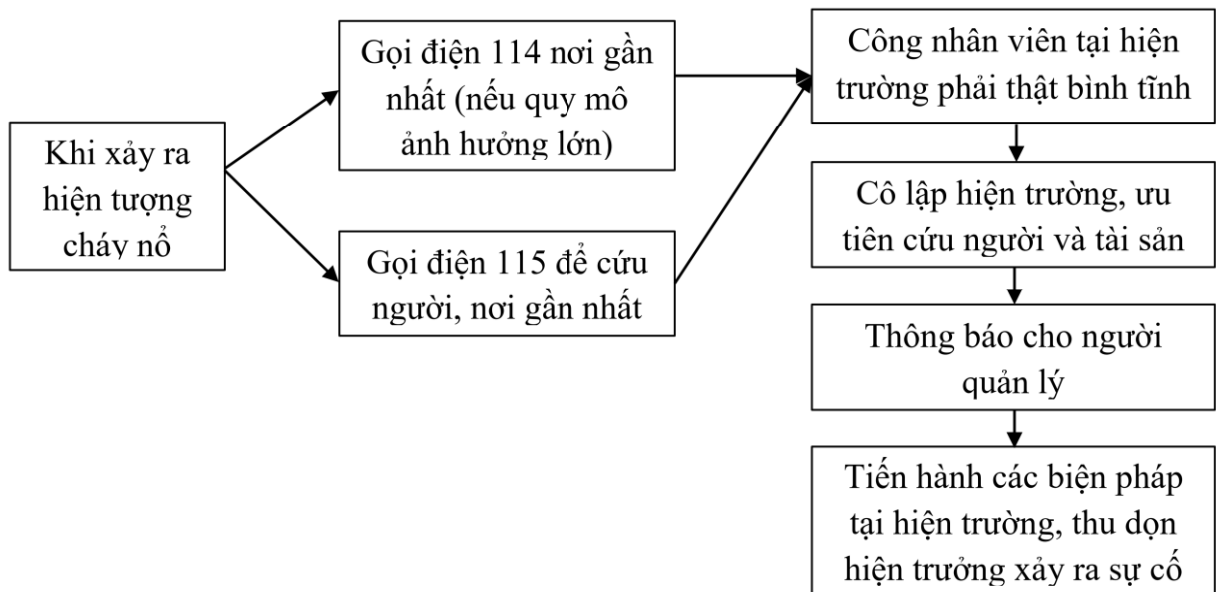 Khi xảy ra
hiện tượng
cháy nổ
Gọi điện 114 nơi gần
nhất (nếu quy mô
ảnh hưởng lớn)
Gọi điện 115 để cứu
người, nơi gần nhất
Công nhân viên tại hiện
trường phải thật bình tĩnh
Cô lập hiện trường, ưu
tiên cứu người và tài sản
Thông báo cho người
quản lý
Tiến hành các biện pháp
tại hiện trường, thu dọn
hiện trưởng xảy ra sự cố